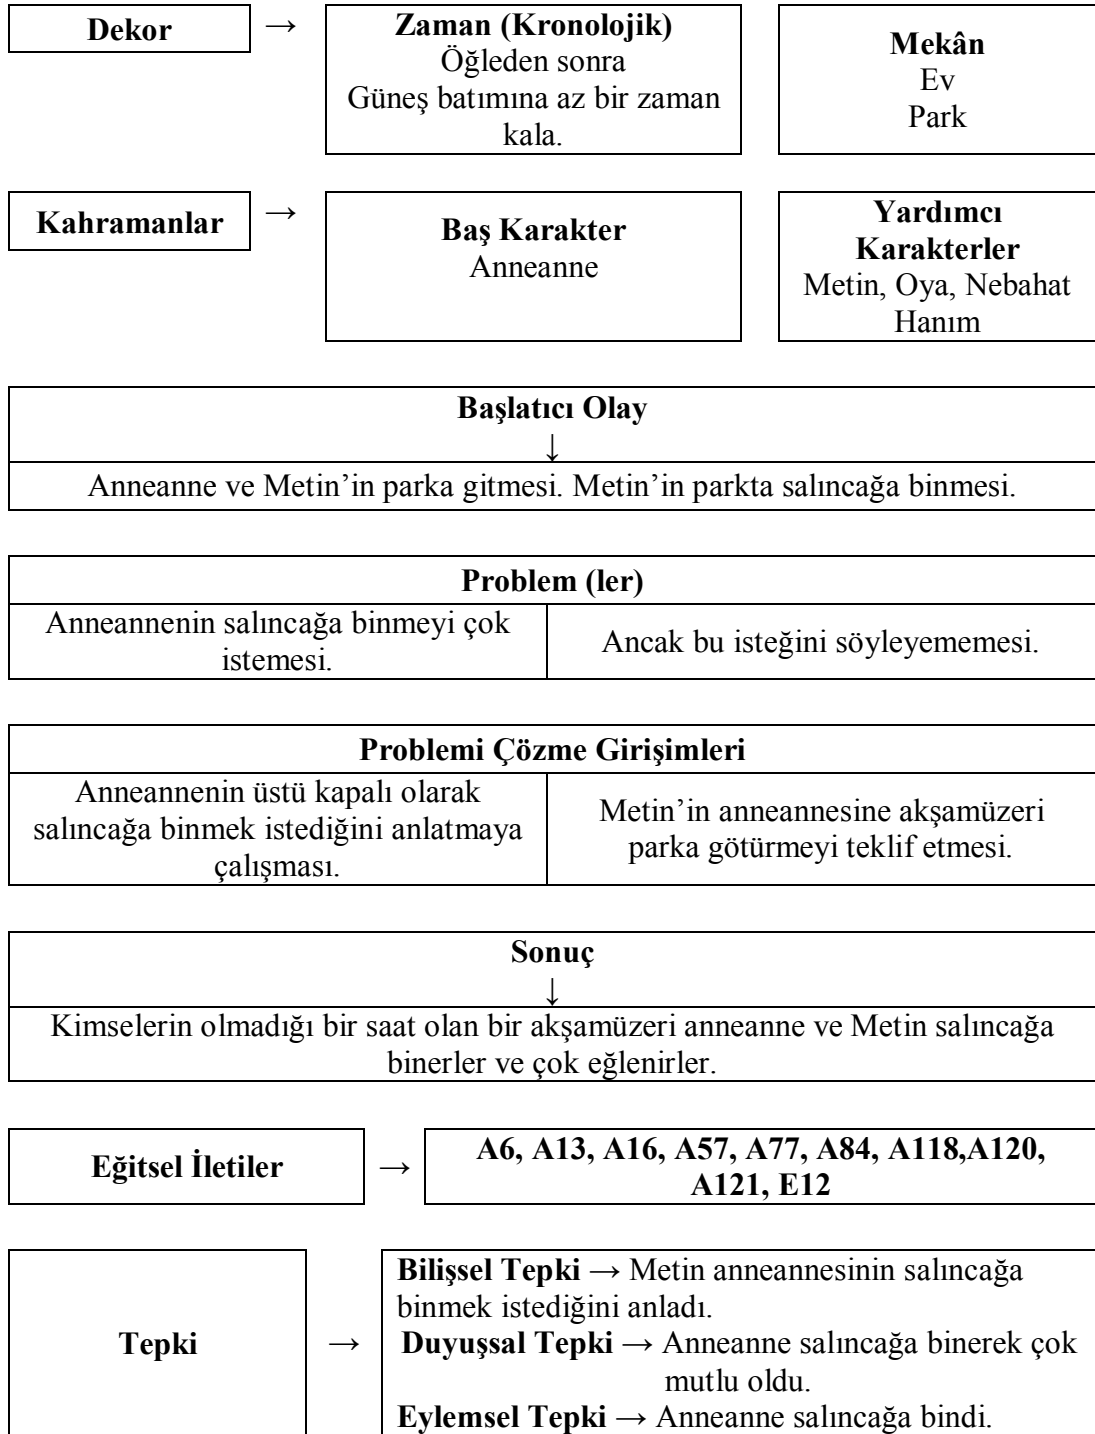 Dekor
→
Zaman (Kronolojik)
Öğleden sonra
Güneş batımına az bir zaman
kala.
Mekân
Ev
Park
Kahramanlar
→
Baş Karakter
Anneanne
Yardımcı
Karakterler
Metin, Oya, Nebahat
Hanım
Başlatıcı Olay
↓
Anneanne ve Metin’in parka gitmesi. Metin’in parkta salıncağa binmesi.
Problem (ler)
Anneannenin salıncağa binmeyi çok
istemesi.
Ancak bu isteğini söyleyememesi.
Problemi Çözme Girişimleri
Anneannenin üstü kapalı olarak
salıncağa binmek istediğini anlatmaya
çalışması.
Metin’in anneannesine akşamüzeri
parka götürmeyi teklif etmesi.
Sonuç
↓
Kimselerin olmadığı bir saat olan bir akşamüzeri anneanne ve Metin salıncağa
binerler ve çok eğlenirler.
Eğitsel İletiler
→
A6, A13, A16, A57, A77, A84, A118,A120,
A121, E12
Tepki
→
Bilişsel Tepki → Metin anneannesinin salıncağa
binmek istediğini anladı.
Duyuşsal Tepki → Anneanne salıncağa binerek çok
mutlu oldu.
Eylemsel Tepki → Anneanne salıncağa bindi.